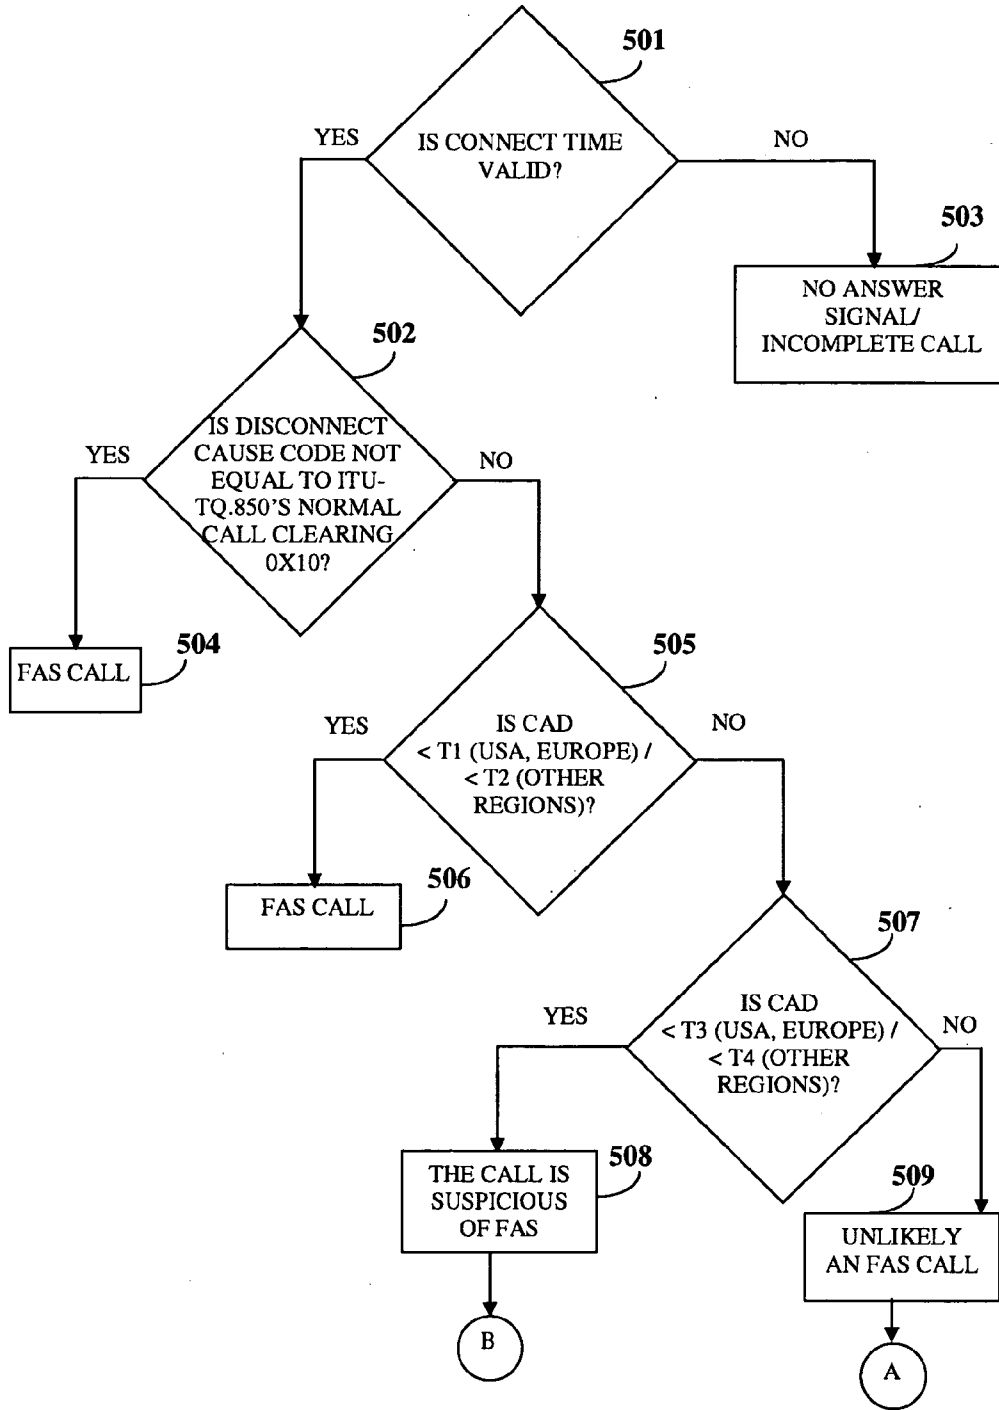 501
YES
NO
IS CONNECT TIME
VALID?
503
NO ANSWER
SIGNAL/
INCOMPLETE CALL
502
YES
NO
IS DISCONNECT
CAUSE CODE NOT
EQUAL TO ITU-
TQ.850'S NORMAL
CALL CLEARING
0X10?
504
FAS CALL
505
YES
NO
IS CAD
< T1 (USA, EUROPE) /
< T2 (OTHER
REGIONS)?
506
FAS CALL
507
YES
NO
IS CAD
< T3 (USA, EUROPE) /
< T4 (OTHER
REGIONS)?
508
THE CALL IS
SUSPICIOUS
OF FAS
509
UNLIKELY
AN FAS CALL
B
A